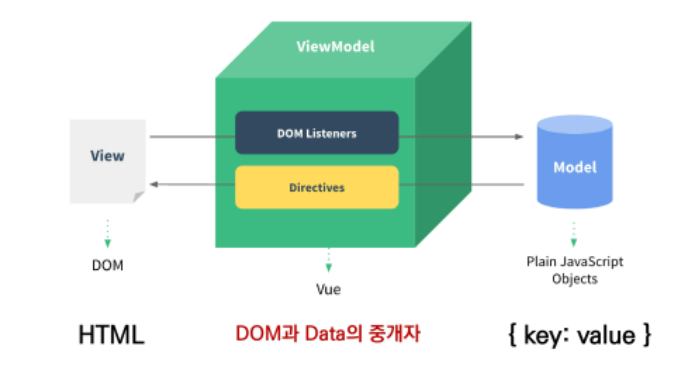 ViewModel
DOM Listeners
View
Model
Directives
DOM
Plain JavaScript
Objects
Vue
HTML
DOM과 Data의 중개자
{ key: value }